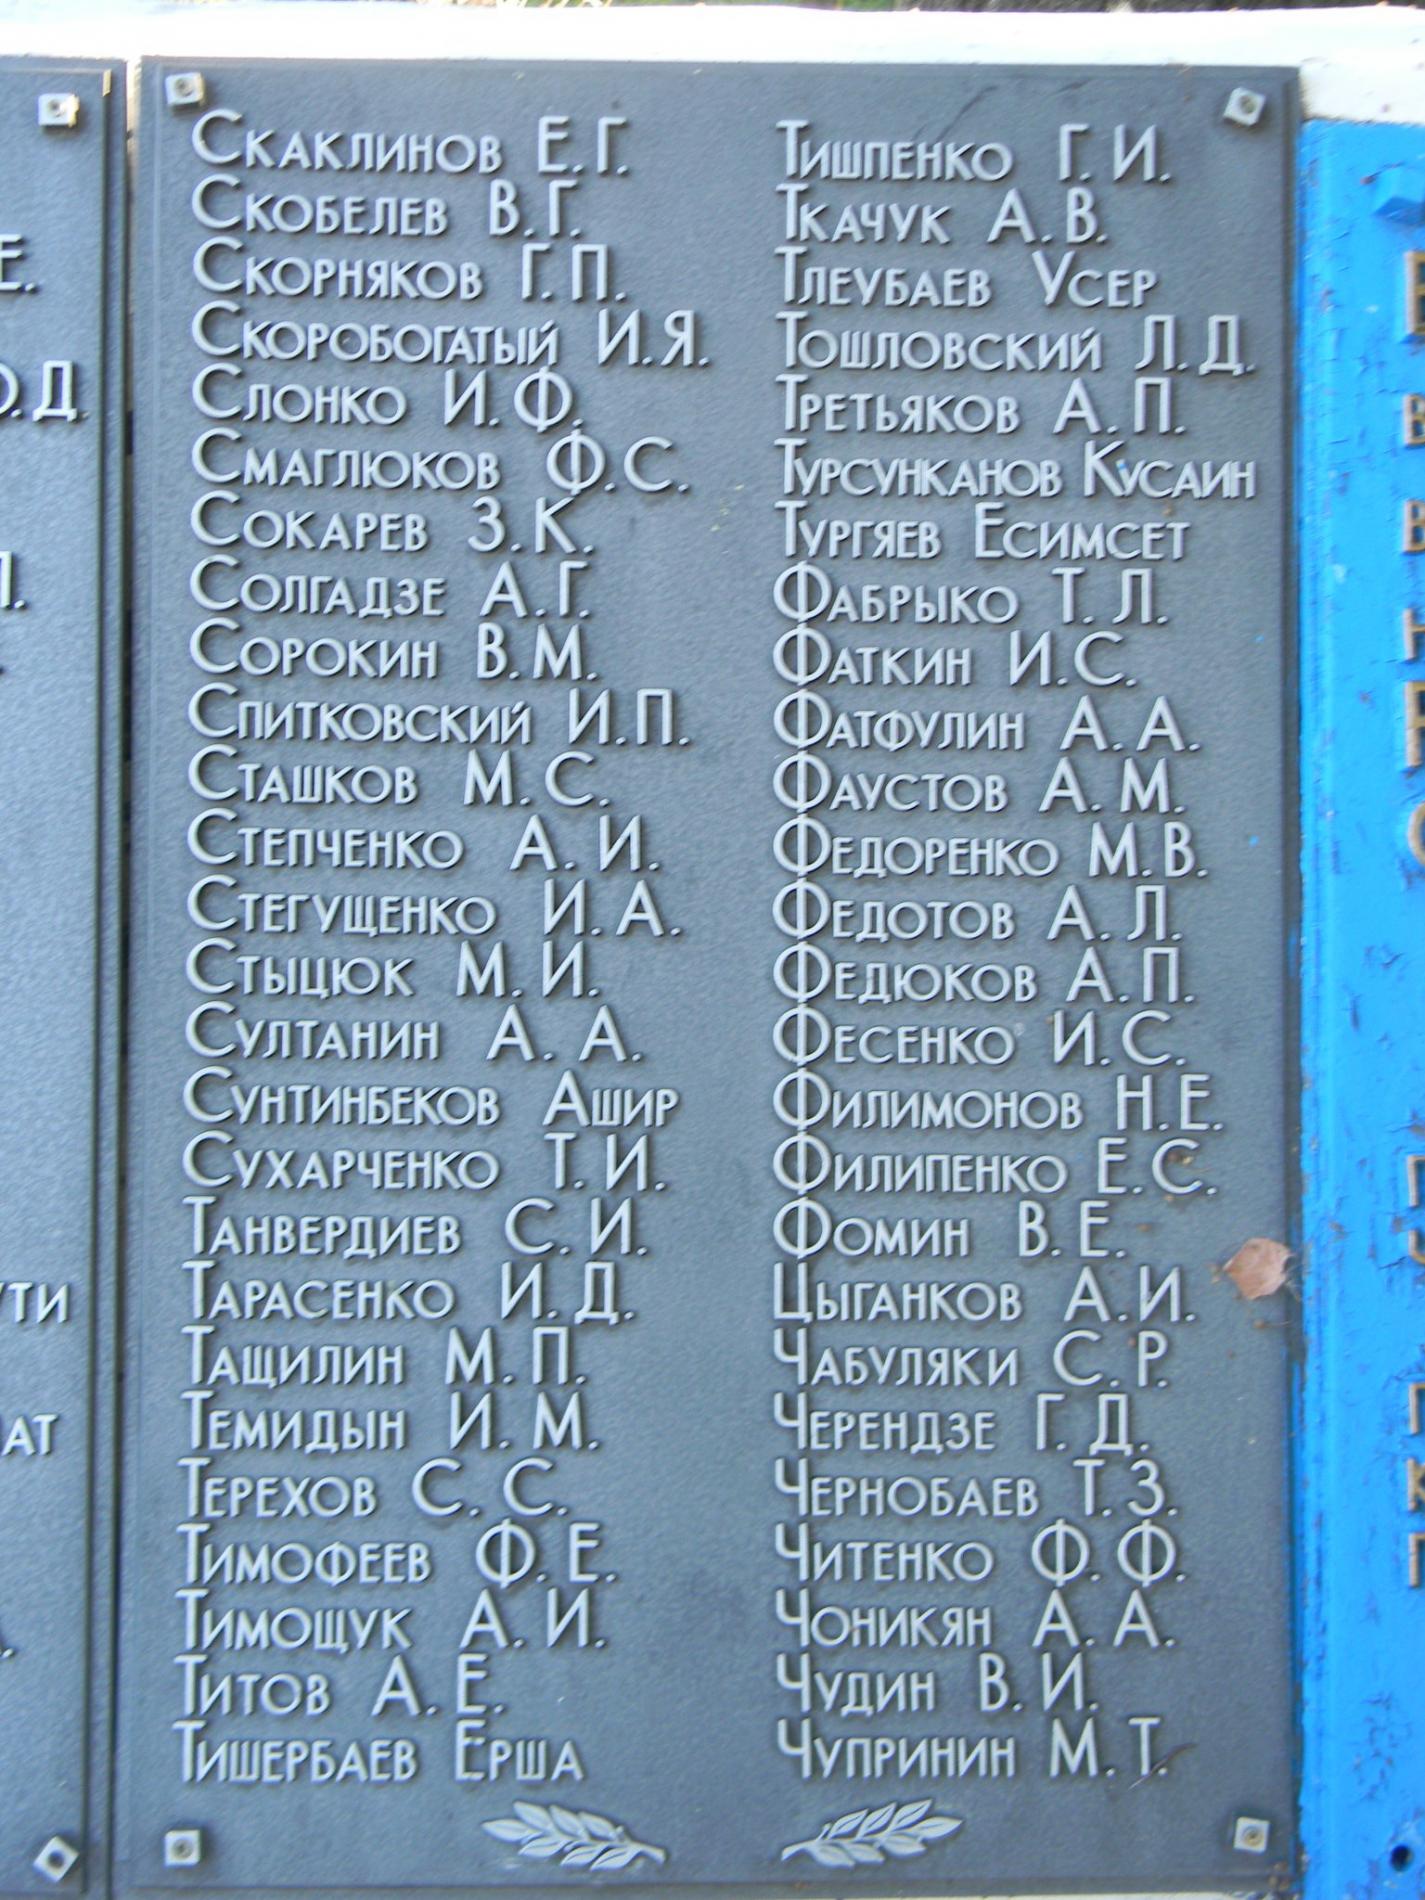 Скаклинов Е.Г.
Скобелев В.Г.
Скорняков Г.П.
Скоробогатый И.Я.
Слонко И.Ф.
Смаглюков Ф.С.
Сокарев З.К.
Солгадзе А.Г.
Сорокин В.М.
Спитковский И.П.
Сташков М.С.
Степченко А.И.
Стегущенко И.А.
Стыцюк М.И.
Султанин А.А.
Сунтинбеков Ашир
Сухарченко Т.И.
Танвердиев С.И.
Тарасенко И.Д.
Тащилин М.П.
Темидын И.М.
Терехов С.С.
Тимофеев Ф.Е.
Тимощук А.И.
Титов А.Е.
Тишербаев Ерша
Тишпенко Г.И.
Ткачук А.В.
Тлеубаев Усер
Тошловский Л.Д.
Третьяков А.П.
Турсунканов Кусаин
Тургяев Есимсет
Фабрыко Т.Л.
Фаткин И.С.
Фатфулин А.А.
Фаустов А.М.
Федоренко М.В.
Федотов А.Л.
Федюков А.П.
Фесенко И.С.
Филимонов Н.Е.
Филипенко Е.С.
Фомин В.Е.
Цыганков А.И.
Чабуляки С.Р.
Черендзе Г.Д.
Чернобаев Т.З.
Читенко Ф.Ф.
Чоникян А.А.
Чудин В.И.
Чупринин М.Т.